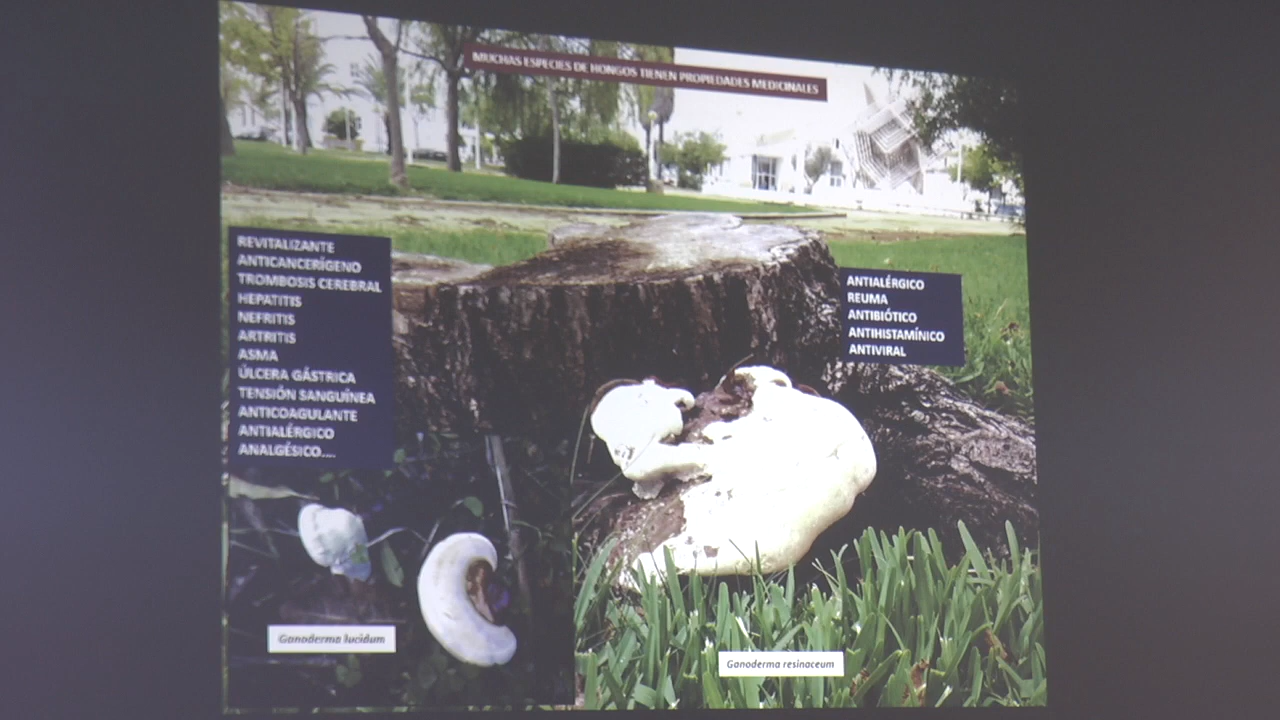 MUCHAS ESPECIES DE HONGOS TIENEN PROPIEDADES MEDICINALES
REVITALIZANTE
ANTICANCERÍGENO
TROMBOSIS CEREBRAL
HEPATITIS
NEFRITIS
ARTRITIS
ASMA
ÚLCERA GÁSTRICA
TENSIÓN SANGUÍNEA
ANTICOAGULANTE
ANTIALÉRGICO
ANALGÉSICO....
ANTIALÉRGICO
REUMA
ANTIBIÓTICO
ANTIHISTAMÍNICO
ANTIVIRAL
Ganoderma lucidum
Ganoderma resinaceum